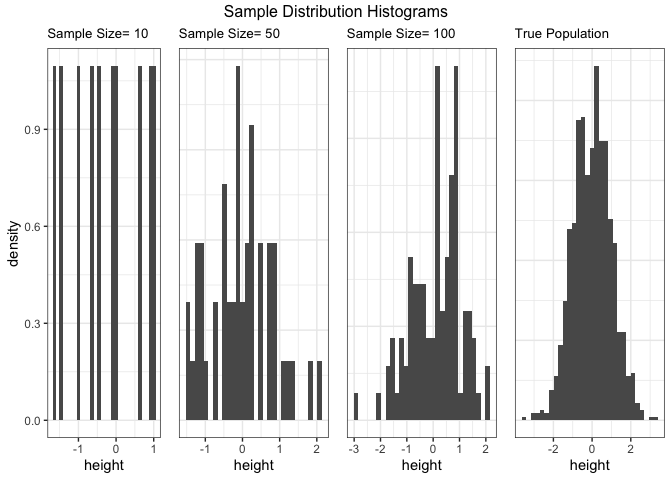 Sample Distribution Histograms
Sample Size= 10
Sample Size= 50
Sample Size= 100
True Population
density
0.9
0.6
0.3
0.0
-1 0 1
-1 0 1 2
-3 -2 -1 0 1 2
-2 0 2
height
height
height
height